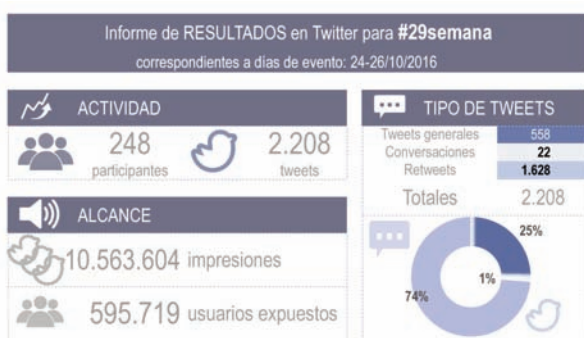 Informe de RESULTADOS en Twitter para #29semana
correspondientes a días de evento: 24-26/10/2016
ACTIVIDAD
248
participantes
2.208
tweets
ALCANCE
10.563.604 impresiones
595.719 usuarios expuestos
TIPO DE TWEETS
Tweets generales 558
Conversaciones 22
Retweets 1.628
Totales 2.208
25%
1%
74%